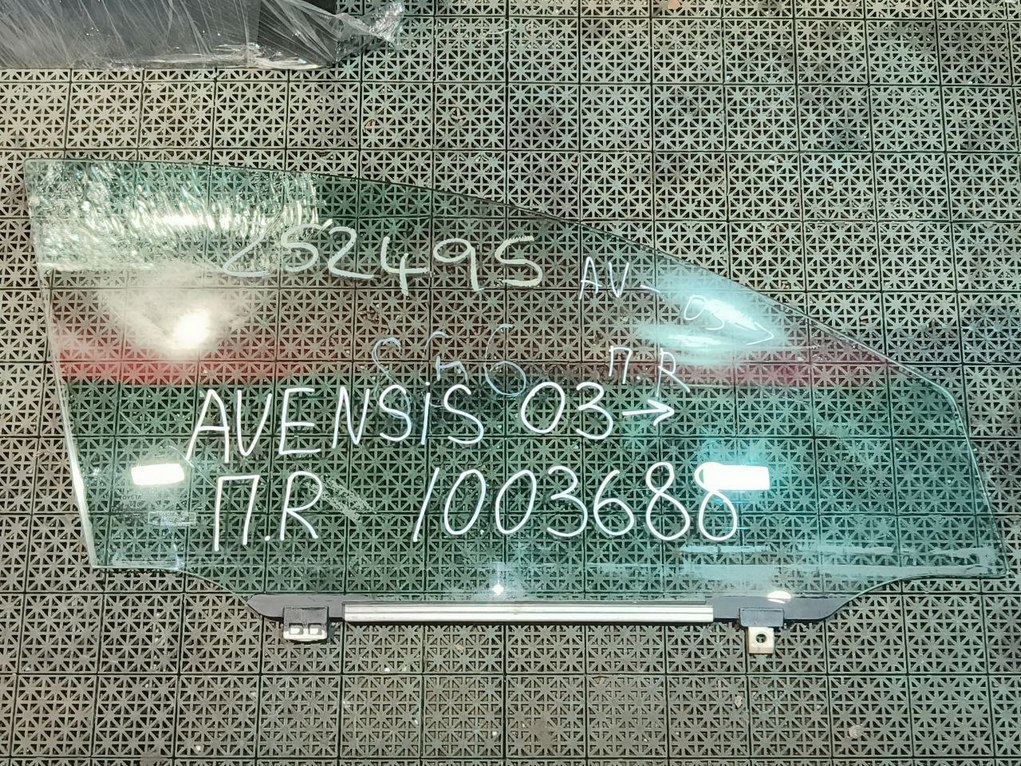 252495
AV- 03→
П.R
AVENSiS 03→
П.R 1003688